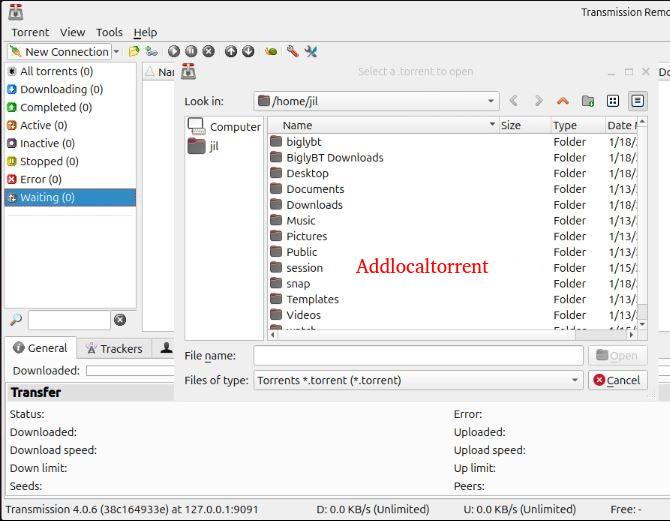 Transmission Remo
Torrent View Tools Help
New Connection
All torrents (0)
Downloading (0)
Completed (0)
Active (0)
Inactive (0)
Stopped (0)
Error (0)
Waiting (0)
Na
Do
Select a .torrent to open
Look in: /home/jil
Computer
jil
Name Size Type Date M
biglybt Folder 1/18/
BiglyBT Downloads Folder 1/18/
Desktop Folder 1/18/
Documents Folder 1/13/
Downloads Folder 1/18/
Music Folder 1/13/
Pictures Folder 1/13/
Public Folder 1/13/
session Folder 1/15/
snap Folder 1/18/
Templates Folder 1/13/
Videos Folder 1/13/
Addlocaltorrent
File name: Open
Files of type: Torrents *.torrent (*.torrent) Cancel
General Trackers
Downloaded:
Transfer
Status: Error:
Downloaded: Uploaded:
Download speed: Upload speed:
Down limit: Up limit:
Seeds: Peers:
Transmission 4.0.6 (38c164933e) at 127.0.0.1:9091 D: 0.0 KB/s (Unlimited) U: 0.0 KB/s (Unlimited) Free: -